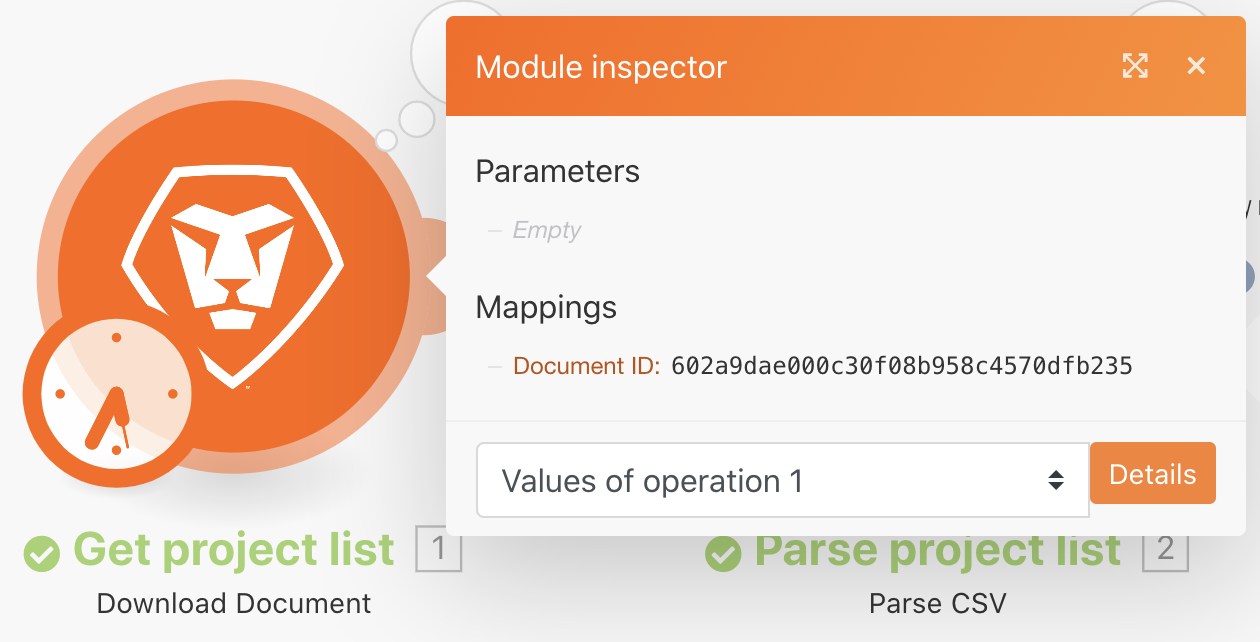 Module inspector
Parameters
Empty
Mappings
Document ID: 602a9dae000c30f08b958c4570dfb235
Values of operation 1
Details
Get project list 1
Download Document
Parse project list 2
Parse CSV